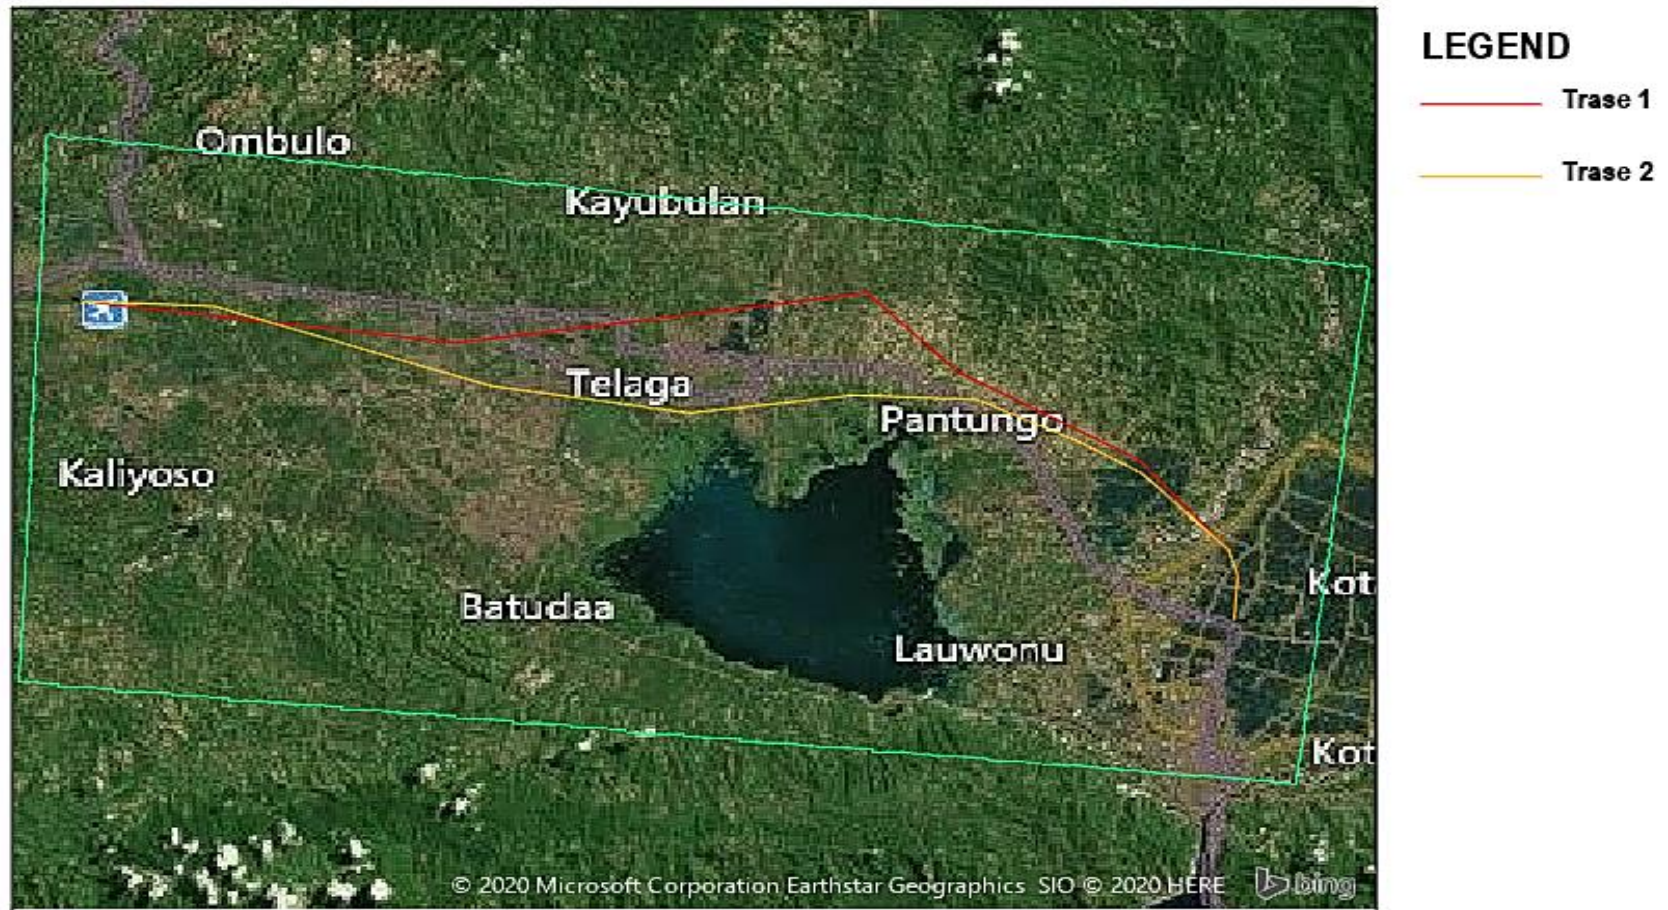 LEGEND
Trase 1
Trase 2
Ombulo
Kayubulan
Telaga
Pantungo
Kaliyoso
Batudaa
Lauwonu
Kot
Kot
© 2020 Microsoft Corporation Earthstar Geographics SIO © 2020 HERE
bing